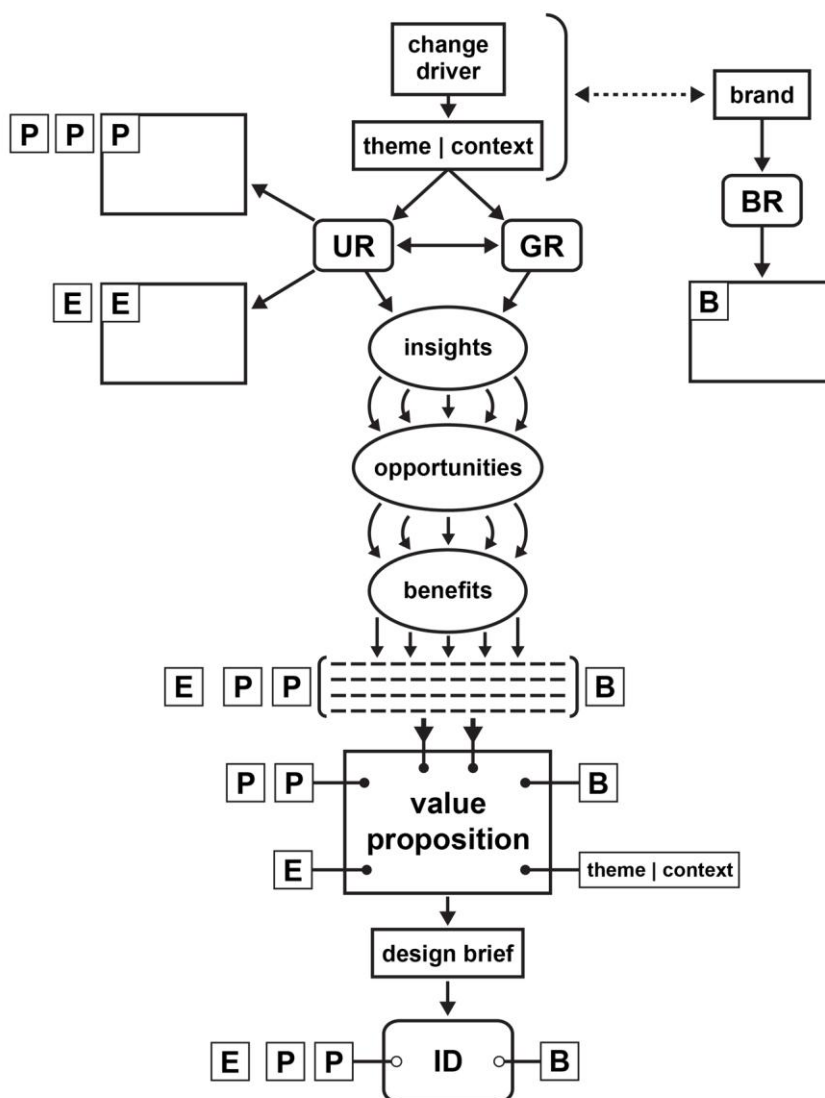 change
driver
brand
P P P
theme | context
BR
UR
GR
E E
B
insights
opportunities
benefits
E P P
B
P P
B
value
proposition
E
theme | context
design brief
E P P
ID
B